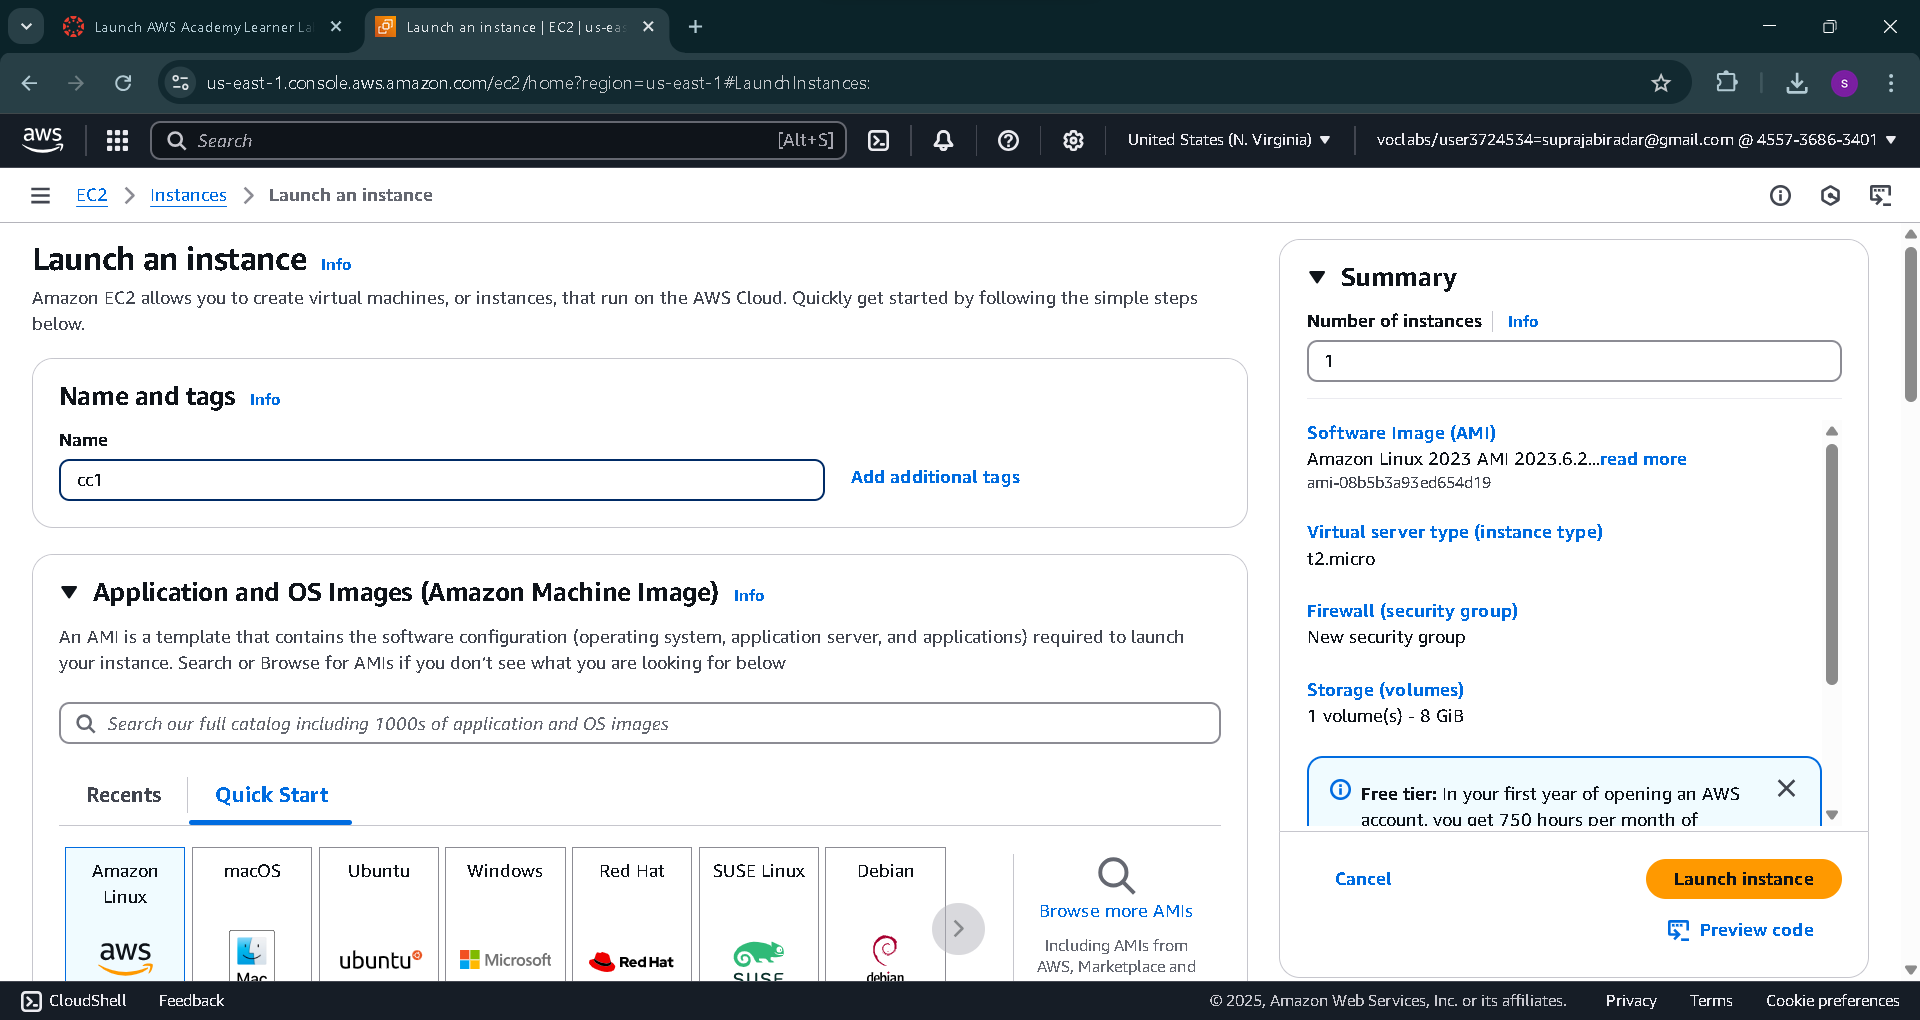 Launch AWS Academy Learner La
Launch an instance | EC2 | us-eas
us-east-1.console.aws.amazon.com/ec2/home?region=us-east-1#LaunchInstances:
S
aws
Search
[Alt+S]
United States (N. Virginia)
voclabs/user3724534=suprajabiradar@gmail.com @ 4557-3686-3401
EC2
Instances
Launch an instance
Launch an instance
Info
Amazon EC2 allows you to create virtual machines, or instances, that run on the AWS Cloud. Quickly get started by following the simple steps
below.
Name and tags
Info
Name
cc1
Add additional tags
Application and OS Images (Amazon Machine Image)
Info
An AMI is a template that contains the software configuration (operating system, application server, and applications) required to launch
your instance. Search or Browse for AMIs if you don't see what you are looking for below
Search our full catalog including 1000s of application and OS images
Recents
Quick Start
Amazon
Linux
aws
macOS
Mac
Ubuntu
ubuntu
Windows
Microsoft
Red Hat
Red Hat
SUSE Linux
SUSE
Debian
debian
Browse more AMIs
Including AMIs from
AWS, Marketplace and
Summary
Number of instances
Info
1
Software Image (AMI)
Amazon Linux 2023 AMI 2023.6.2...read more
ami-08b5b3a93ed654d19
Virtual server type (instance type)
t2.micro
Firewall (security group)
New security group
Storage (volumes)
1 volume(s) - 8 GiB
Free tier: In your first year of opening an AWS
account, you get 750 hours per month of
Cancel
Launch instance
Preview code
CloudShell
Feedback
© 2025, Amazon Web Services, Inc. or its affiliates.
Privacy
Terms
Cookie preferences